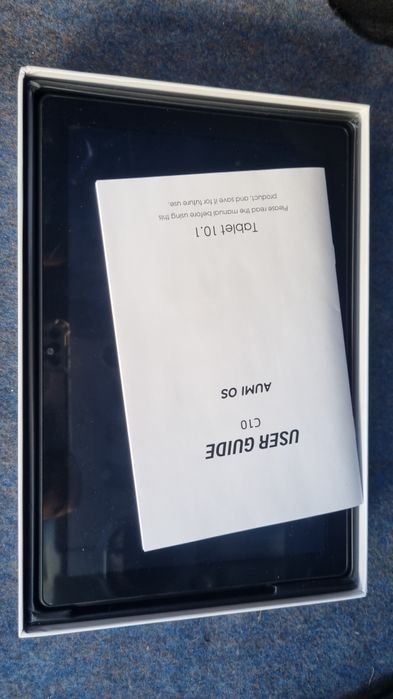 USER GUIDE
C10
AUMI OS
Tablet 10.1
Please read the manual before using this
product, and save it for future use.